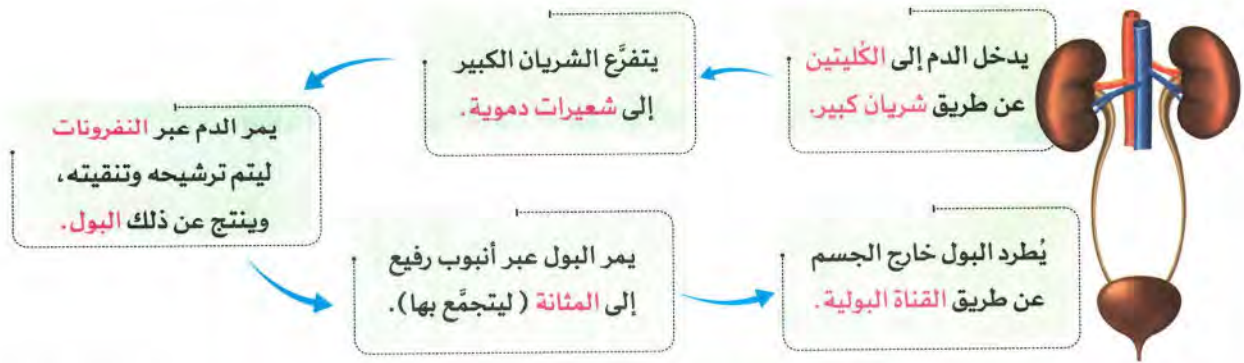 يدخل الدم إلى الكُليتين
عن طريق شريان كبير.
يتفرَّع الشريان الكبير
إلى شعيرات دموية.
يمر الدم عبر النفرونات
ليتم ترشيحه وتنقيته،
وينتج عن ذلك البول.
يمر البول عبر أنبوب رفيع
إلى المثانة (ليتجمَّع بها).
يُطرد البول خارج الجسم
عن طريق القناة البولية.